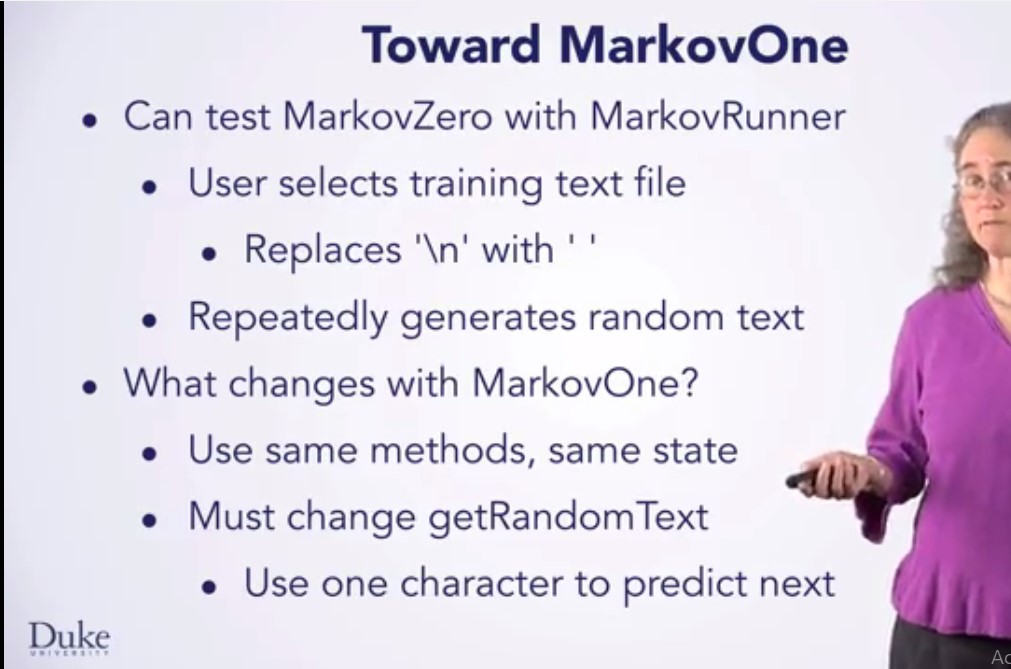 Toward MarkovOne
• Can test MarkovZero with MarkovRunner
• User selects training text file
• Replaces '\n' with ' '
• Repeatedly generates random text
• What changes with MarkovOne?
• Use same methods, same state
• Must change getRandomText
• Use one character to predict next
Duke
UNIVERSITY